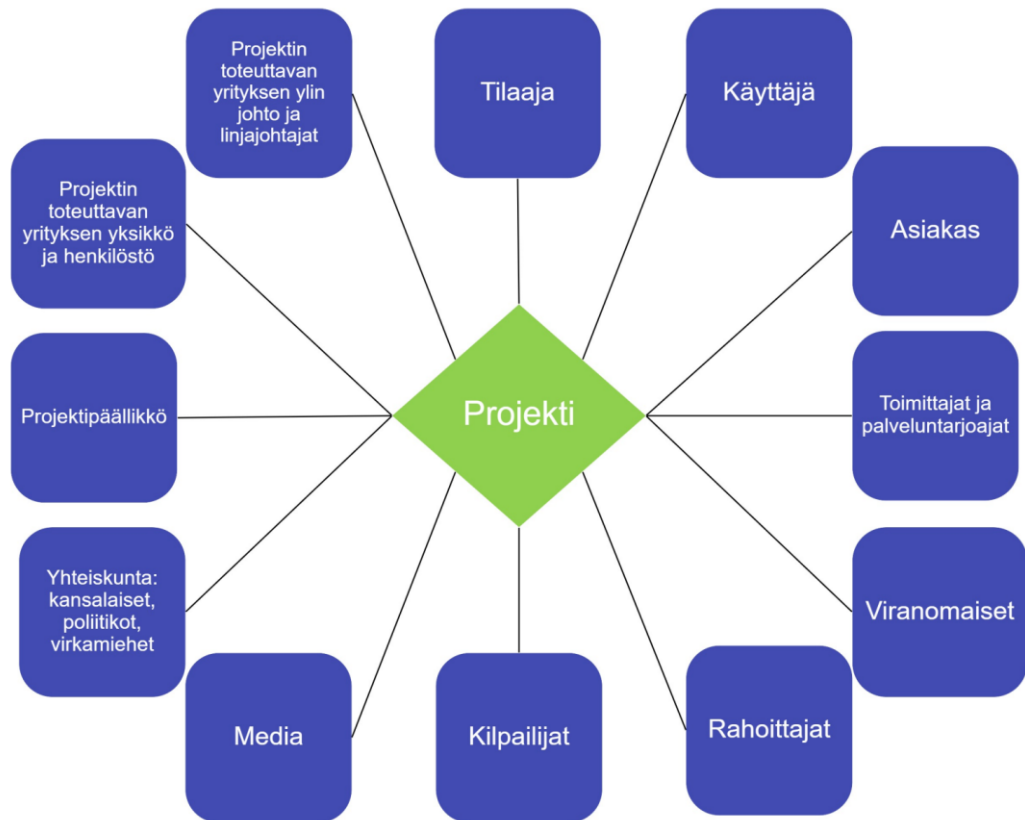 Projektin
toteuttavan
yrityksen ylin
johto ja
linjajohtajat
Tilaaja
Käyttäjä
Projektin
toteuttavan
yrityksen yksikkö
ja henkilöstö
Asiakas
Projektipäällikkö
Projekti
Toimittajat ja
palveluntarjoajat
Yhteiskunta:
kansalaiset,
poliitikot,
virkamiehet
Viranomaiset
Media
Kilpailijat
Rahoittajat